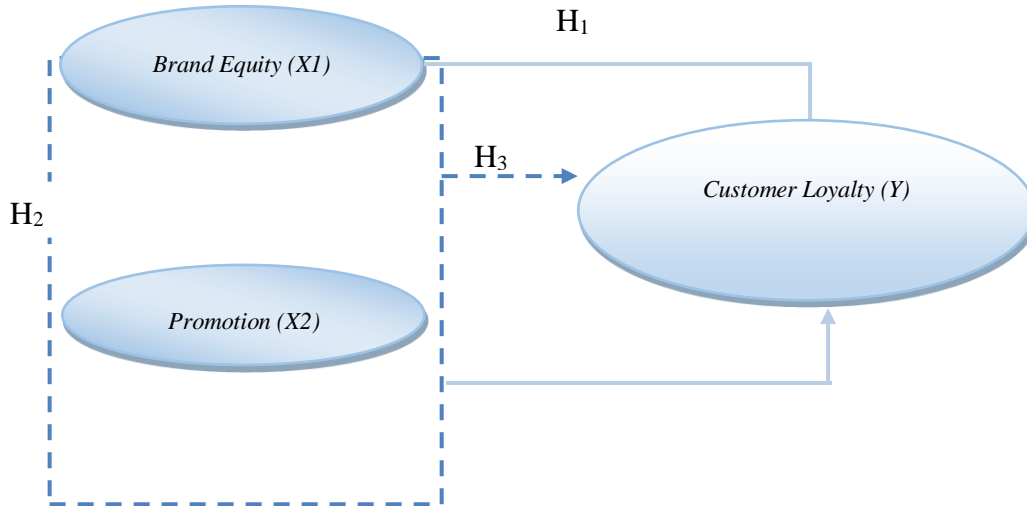 H₁
Brand Equity (X1)
H₃
Customer Loyalty (Y)
H₂
Promotion (X2)